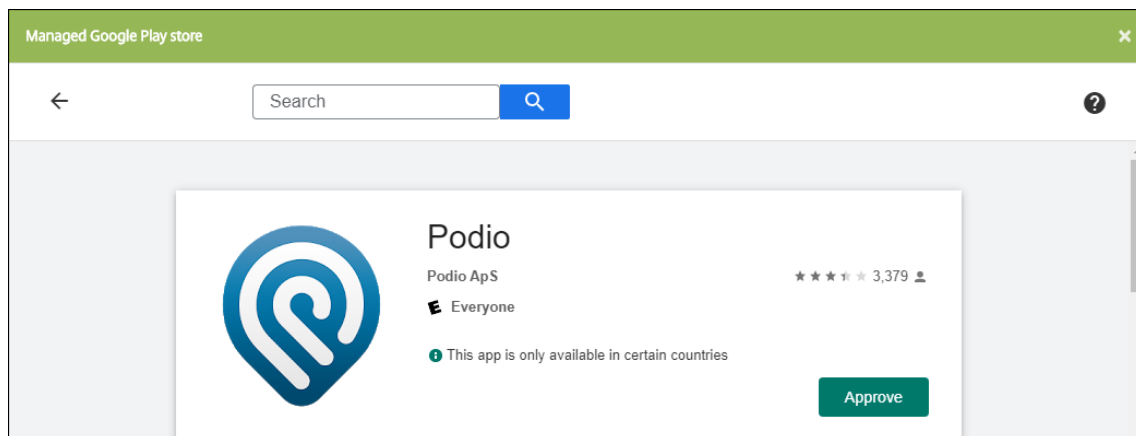 Managed Google Play store
Search
Podio
Podio ApS
3,379
Everyone
This app is only available in certain countries
Approve